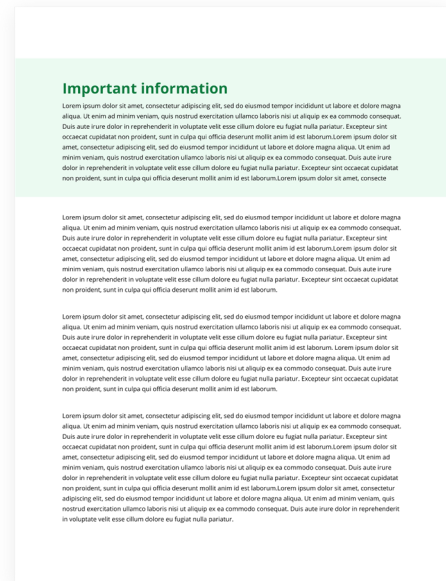 Important information
Lorem ipsum dolor sit amet, consectetur adipiscing elit, sed do eiusmod tempor incididunt ut labore et dolore magna
aliqua. Ut enim ad minim veniam, quis nostrud exercitation ullamco laboris nisi ut aliquip ex ea commodo consequat.
Duis aute irure dolor in reprehenderit in voluptate velit esse cillum dolore eu fugiat nulla pariatur. Excepteur sint
occaecat cupidatat non proident, sunt in culpa qui officia deserunt mollit anim id est laborum.Lorem ipsum dolor sit
amet, consectetur adipiscing elit, sed do eiusmod tempor incididunt ut labore et dolore magna aliqua. Ut enim ad
minim veniam, quis nostrud exercitation ullamco laboris nisi ut aliquip ex ea commodo consequat. Duis aute irure
dolor in reprehenderit in voluptate velit esse cillum dolore eu fugiat nulla pariatur. Excepteur sint occaecat cupidatat
non proident, sunt in culpa qui officia deserunt mollit anim id est laborum.Lorem ipsum dolor sit amet, consecte
Lorem ipsum dolor sit amet, consectetur adipiscing elit, sed do eiusmod tempor incididunt ut labore et dolore magna
aliqua. Ut enim ad minim veniam, quis nostrud exercitation ullamco laboris nisi ut aliquip ex ea commodo consequat.
Duis aute irure dolor in reprehenderit in voluptate velit esse cillum dolore eu fugiat nulla pariatur. Excepteur sint
occaecat cupidatat non proident, sunt in culpa qui officia deserunt mollit anim id est laborum.Lorem ipsum dolor sit
amet, consectetur adipiscing elit, sed do eiusmod tempor incididunt ut labore et dolore magna aliqua. Ut enim ad
minim veniam, quis nostrud exercitation ullamco laboris nisi ut aliquip ex ea commodo consequat. Duis aute irure
dolor in reprehenderit in voluptate velit esse cillum dolore eu fugiat nulla pariatur. Excepteur sint occaecat cupidatat
non proident, sunt in culpa qui officia deserunt mollit anim id est laborum.
Lorem ipsum dolor sit amet, consectetur adipiscing elit, sed do eiusmod tempor incididunt ut labore et dolore magna
aliqua. Ut enim ad minim veniam, quis nostrud exercitation ullamco laboris nisi ut aliquip ex ea commodo consequat.
Duis aute irure dolor in reprehenderit in voluptate velit esse cillum dolore eu fugiat nulla pariatur. Excepteur sint
occaecat cupidatat non proident, sunt in culpa qui officia deserunt mollit anim id est laborum. Lorem ipsum dolor sit
amet, consectetur adipiscing elit, sed do eiusmod tempor incididunt ut labore et dolore magna aliqua. Ut enim ad
minim veniam, quis nostrud exercitation ullamco laboris nisi ut aliquip ex ea commodo consequat. Duis aute irure
dolor in reprehenderit in voluptate velit esse cillum dolore eu fugiat nulla pariatur. Excepteur sint occaecat cupidatat
non proident, sunt in culpa qui officia deserunt mollit anim id est laborum.
Lorem ipsum dolor sit amet, consectetur adipiscing elit, sed do eiusmod tempor incididunt ut labore et dolore magna
aliqua. Ut enim ad minim veniam, quis nostrud exercitation ullamco laboris nisi ut aliquip ex ea commodo consequat.
Duis aute irure dolor in reprehenderit in voluptate velit esse cillum dolore eu fugiat nulla pariatur. Excepteur sint
occaecat cupidatat non proident, sunt in culpa qui officia deserunt mollit anim id est laborum.Lorem ipsum dolor sit
amet, consectetur adipiscing elit, sed do eiusmod tempor incididunt ut labore et dolore magna aliqua. Ut enim ad
minim veniam, quis nostrud exercitation ullamco laboris nisi ut aliquip ex ea commodo consequat. Duis aute irure
dolor in reprehenderit in voluptate velit esse cillum dolore eu fugiat nulla pariatur. Excepteur sint occaecat cupidatat
non proident, sunt in culpa qui officia deserunt mollit anim id est laborum.Lorem ipsum dolor sit amet, consectetur
adipiscing elit, sed do eiusmod tempor incididunt ut labore et dolore magna aliqua. Ut enim ad minim veniam, quis
nostrud exercitation ullamco laboris nisi ut aliquip ex ea commodo consequat. Duis aute irure dolor in reprehenderit
in voluptate velit esse cillum dolore eu fugiat nulla pariatur.